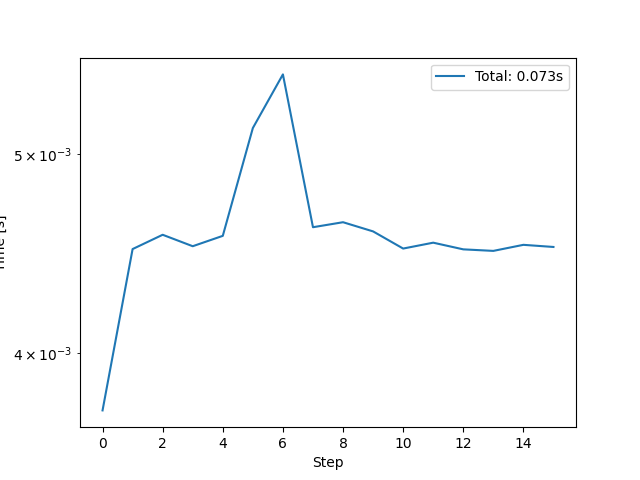 Total: 0.073s
5 × 10⁻³
4 × 10⁻³
Time [s]
0 2 4 6 8 10 12 14
Step